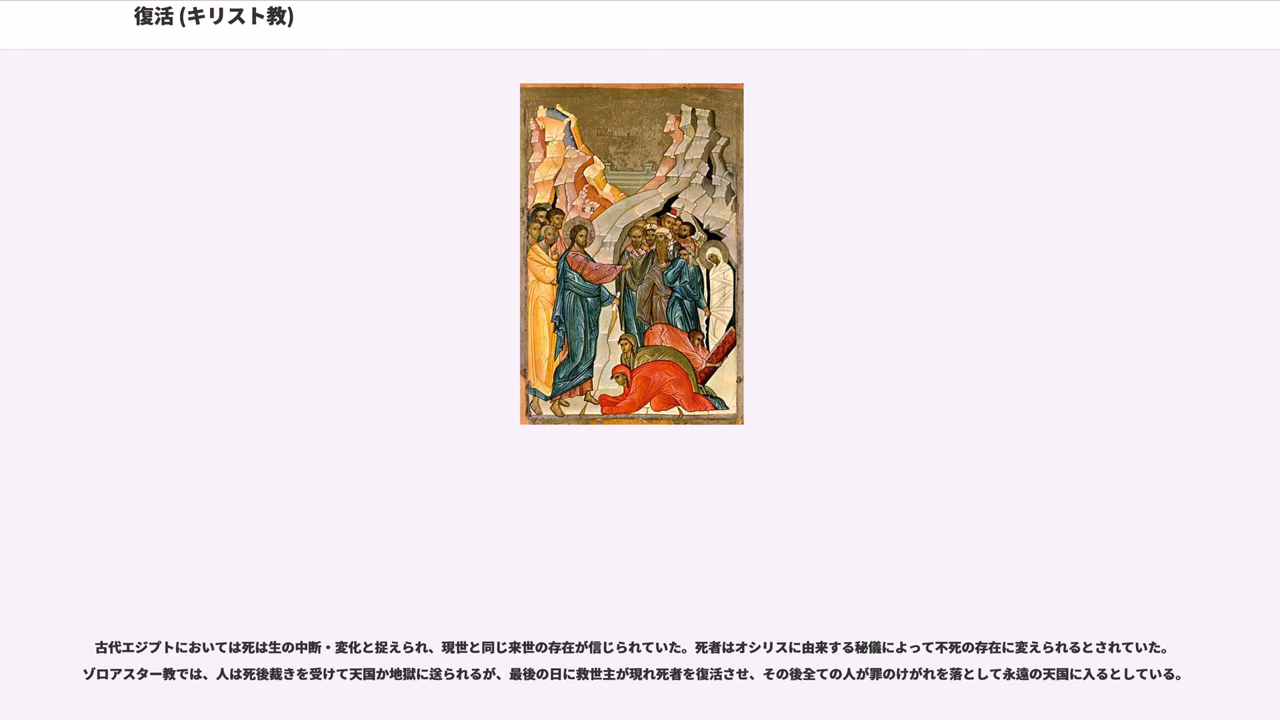 復活 (キリスト教)
古代エジプトにおいては死は生の中断・変化と捉えられ、現世と同じ来世の存在が信じられていた。死者はオシリスに由来する秘儀によって不死の存在に変えられるとされていた。
ゾロアスター教では、人は死後裁きを受けて天国か地獄に送られるが、最後の日に救世主が現れ死者を復活させ、その後全ての人が罪のけがれを落として永遠の天国に入るとしている。